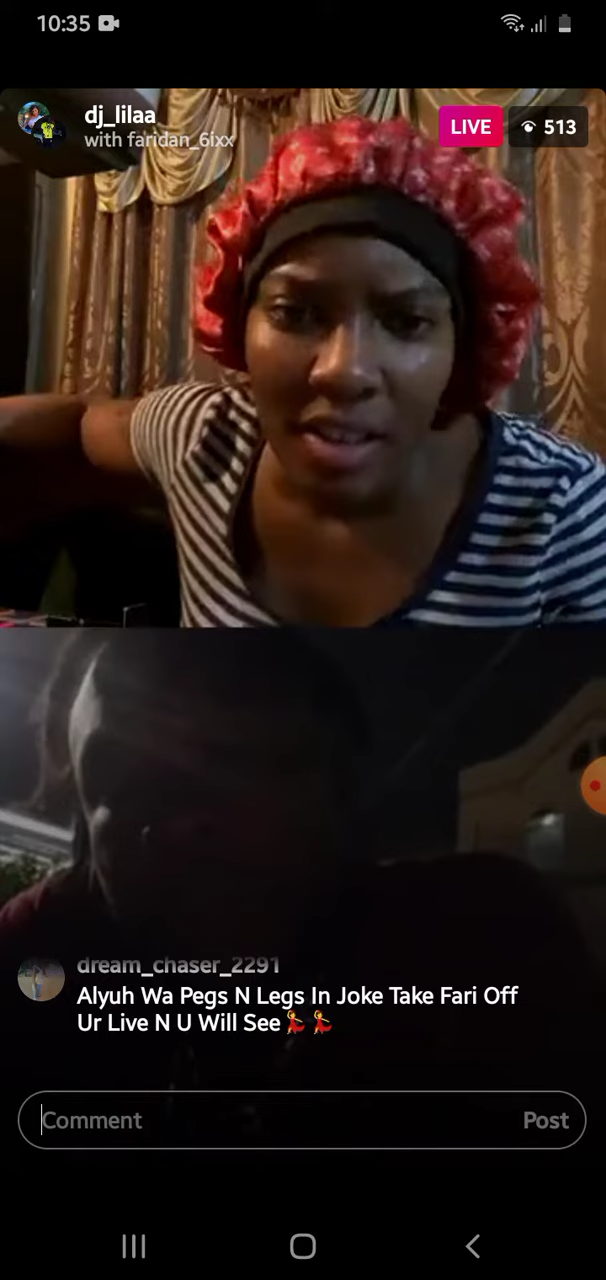 10:35
dj_lilaa
with faridan_6ixx
LIVE
513
dream_chaser_2291
Alyuh Wa Pegs N Legs In Joke Take Fari Off
Ur Live N U Will See💃💃
Comment
Post